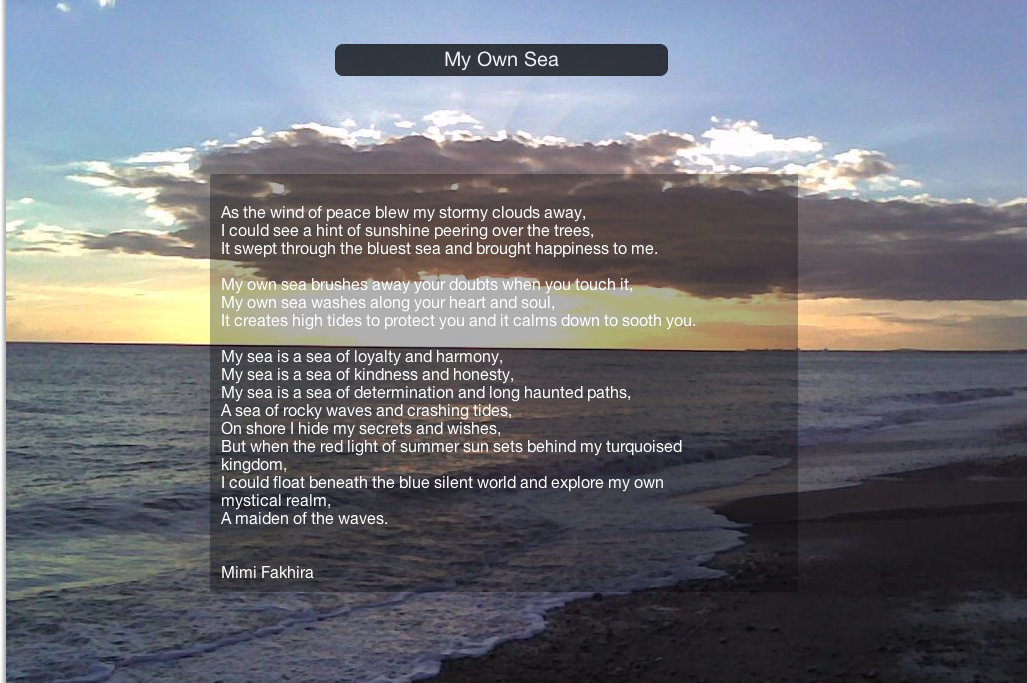 My Own Sea
As the wind of peace blew my stormy clouds away,
I could see a hint of sunshine peering over the trees,
It swept through the bluest sea and brought happiness to me.
My own sea brushes away your doubts when you touch it,
My own sea washes along your heart and soul,
It creates high tides to protect you and it calms down to sooth you.
My sea is a sea of loyalty and harmony,
My sea is a sea of kindness and honesty,
My sea is a sea of determination and long haunted paths,
A sea of rocky waves and crashing tides,
On shore I hide my secrets and wishes,
But when the red light of summer sun sets behind my turquoised
kingdom,
I could float beneath the blue silent world and explore my own
mystical realm,
A maiden of the waves.
Mimi Fakhira